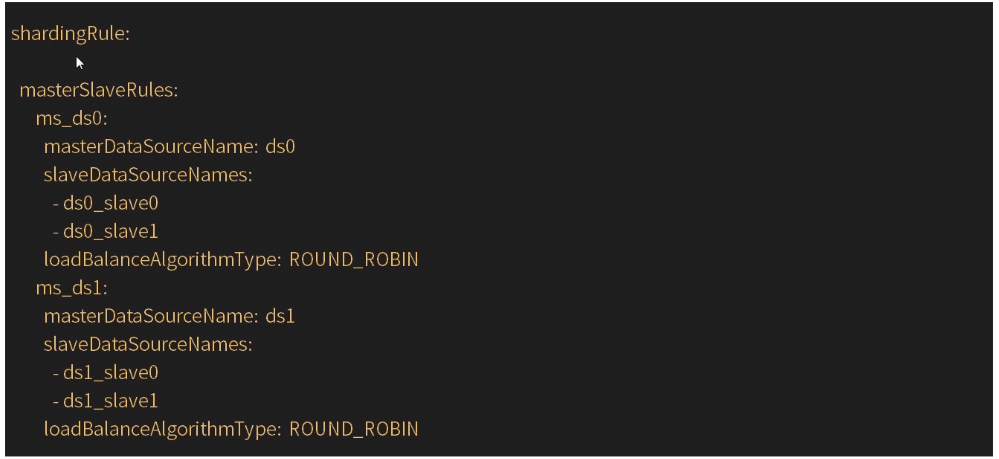 shardingRule:
masterSlaveRules:
ms_ds0:
masterDataSourceName: ds0
slaveDataSourceNames:
- ds0_slave0
- ds0_slave1
loadBalanceAlgorithmType: ROUND_ROBIN
ms_ds1:
masterDataSourceName: ds1
slaveDataSourceNames:
- ds1_slave0
- ds1_slave1
loadBalanceAlgorithmType: ROUND_ROBIN